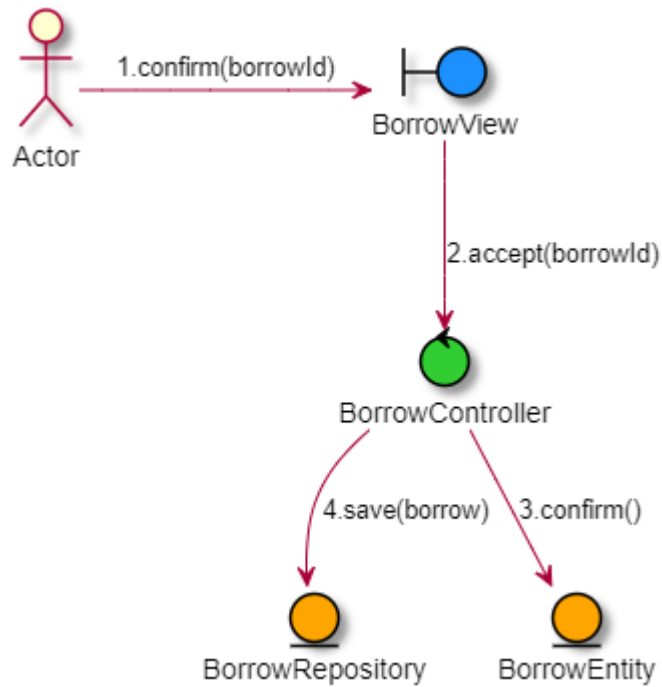 1.confirm(borrowId)
Actor
BorrowView
2.accept(borrowId)
BorrowController
4.save(borrow)
3.confirm()
BorrowRepository
BorrowEntity